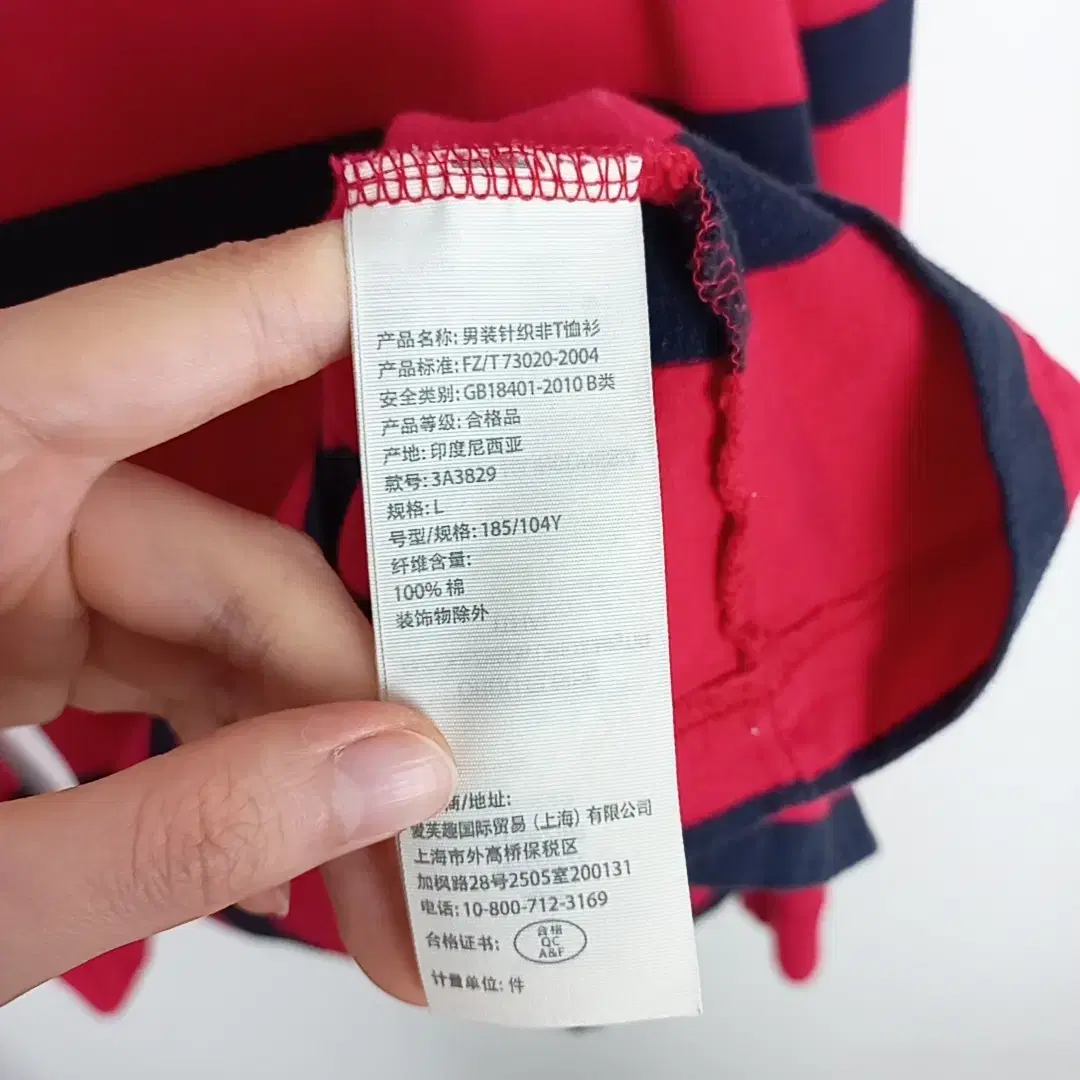 产品名称: 男装针织非T恤衫
产品标准: FZ/T 73020-2004
安全类别: GB18401-2010 B类
产品等级: 合格品
产地: 印度尼西亚
款号: 3A3829
规格: L
号型/规格: 185/104Y
纤维含量:
100% 棉
装饰物除外
商/地址:
爱芙趣国际贸易 (上海) 有限公司
上海市外高桥保税区
加枫路28号2505室200131
电话: 10-800-712-3169
合格证书:
合格
QC
A&F
计量单位: 件